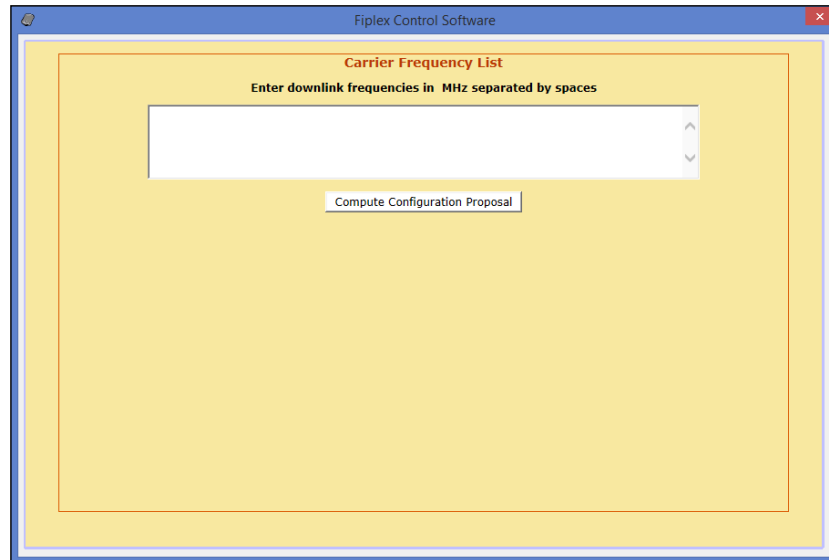 Fiplex Control Software
Carrier Frequency List
Enter downlink frequencies in MHz separated by spaces
Compute Configuration Proposal